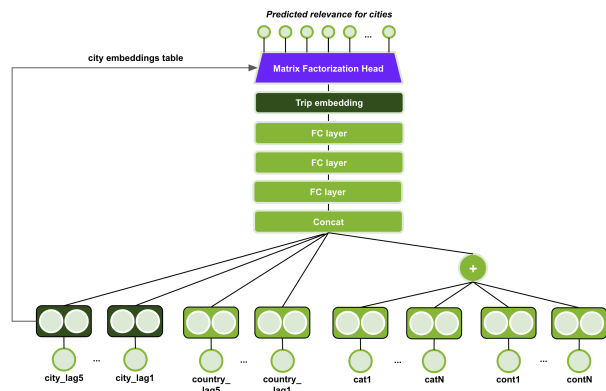 Predicted relevance for cities
...
city embeddings table
Matrix Factorization Head
Trip embedding
FC layer
FC layer
FC layer
Concat
+
city_lag5 ... city_lag1 country_ lag5 ... country_ lag1 cat1 ... catN cont1 ... contN